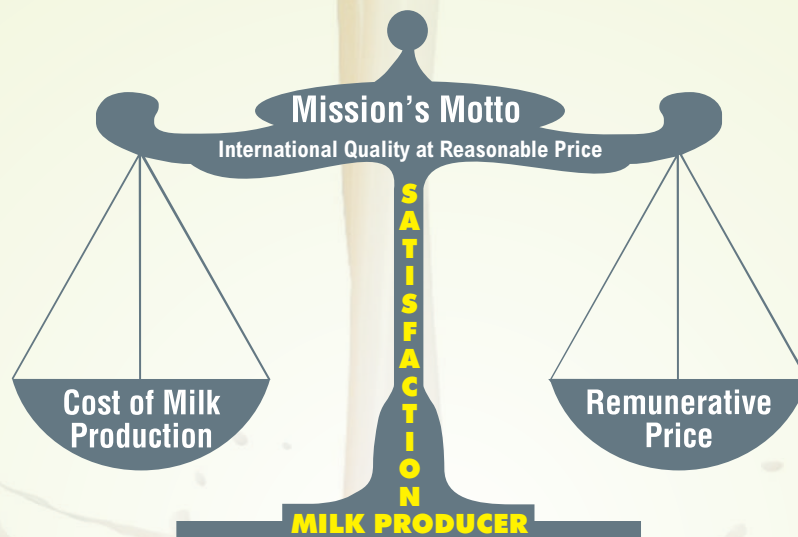 Mission's Motto
International Quality at Reasonable Price
SATISFACTION
Cost of Milk
Production
Remunerative
Price
MILK PRODUCER